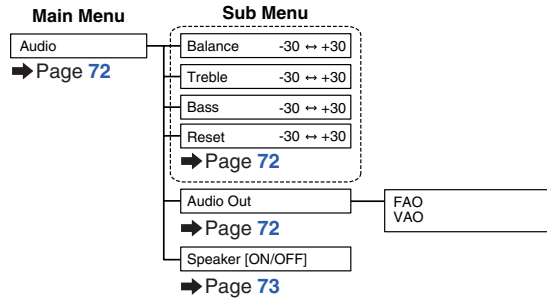 Main Menu
Sub Menu
Audio
➡ Page 72
Balance -30 ↔ +30
Treble -30 ↔ +30
Bass -30 ↔ +30
Reset -30 ↔ +30
➡ Page 72
Audio Out
➡ Page 72
FAO
VAO
Speaker [ON/OFF]
➡ Page 73